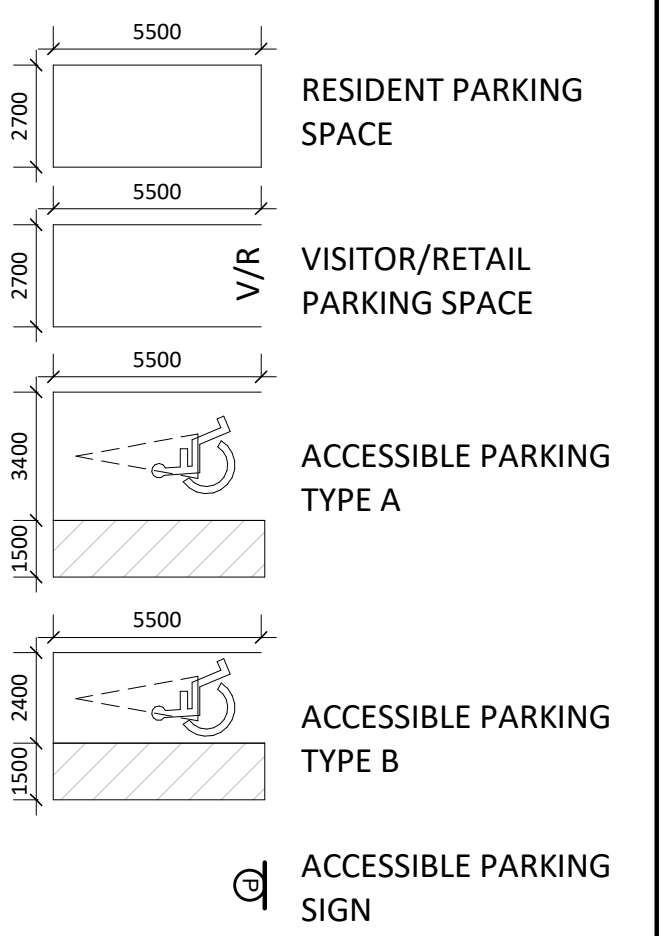 5500
2700
RESIDENT PARKING
SPACE
5500
2700
V/R
VISITOR/RETAIL
PARKING SPACE
5500
3400
1500
ACCESSIBLE PARKING
TYPE A
5500
2400
1500
ACCESSIBLE PARKING
TYPE B
P
ACCESSIBLE PARKING
SIGN